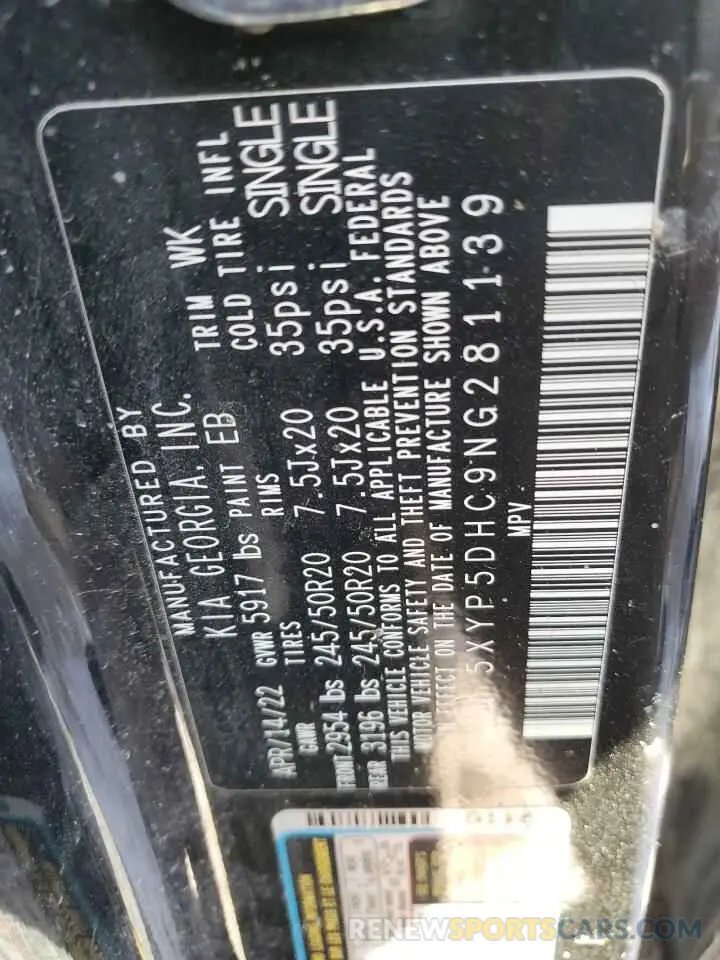 MANUFACTURED BY
KIA GEORGIA, INC.
APR/14/22 GVWR 5917 lbs PAINT EB TRIM WK
GAWR TIRES RIMS COLD TIRE INFL
FRONT 2954 lbs 245/50R20 7.5Jx20 35psi SINGLE
REAR 3196 lbs 245/50R20 7.5Jx20 35psi SINGLE
THIS VEHICLE CONFORMS TO ALL APPLICABLE U.S.A. FEDERAL
MOTOR VEHICLE SAFETY AND THEFT PREVENTION STANDARDS
IN EFFECT ON THE DATE OF MANUFACTURE SHOWN ABOVE
5XYP5DHC9NG281139
MPV
RENEWSPORTSCARS.COM